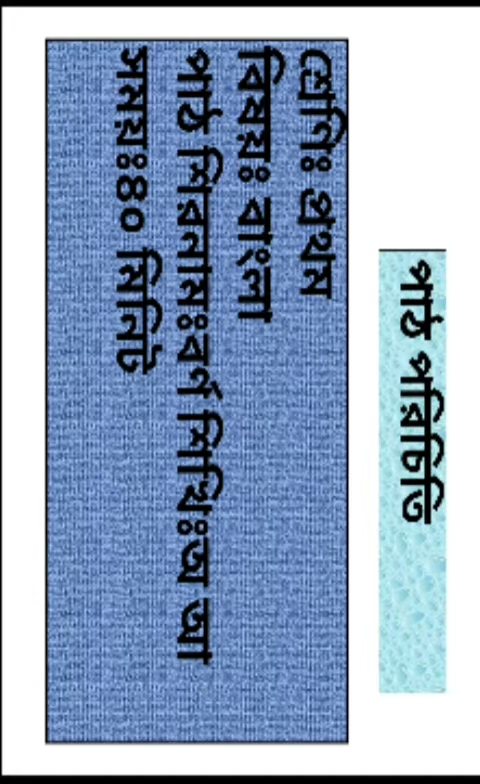 পাঠ পরিচিতি
শ্রেণিঃ প্রথম
বিষয়ঃ বাংলা
পাঠ শিরনামঃবর্ণ শিখিঃঅ আ
সময়ঃ৪০ মিনিট